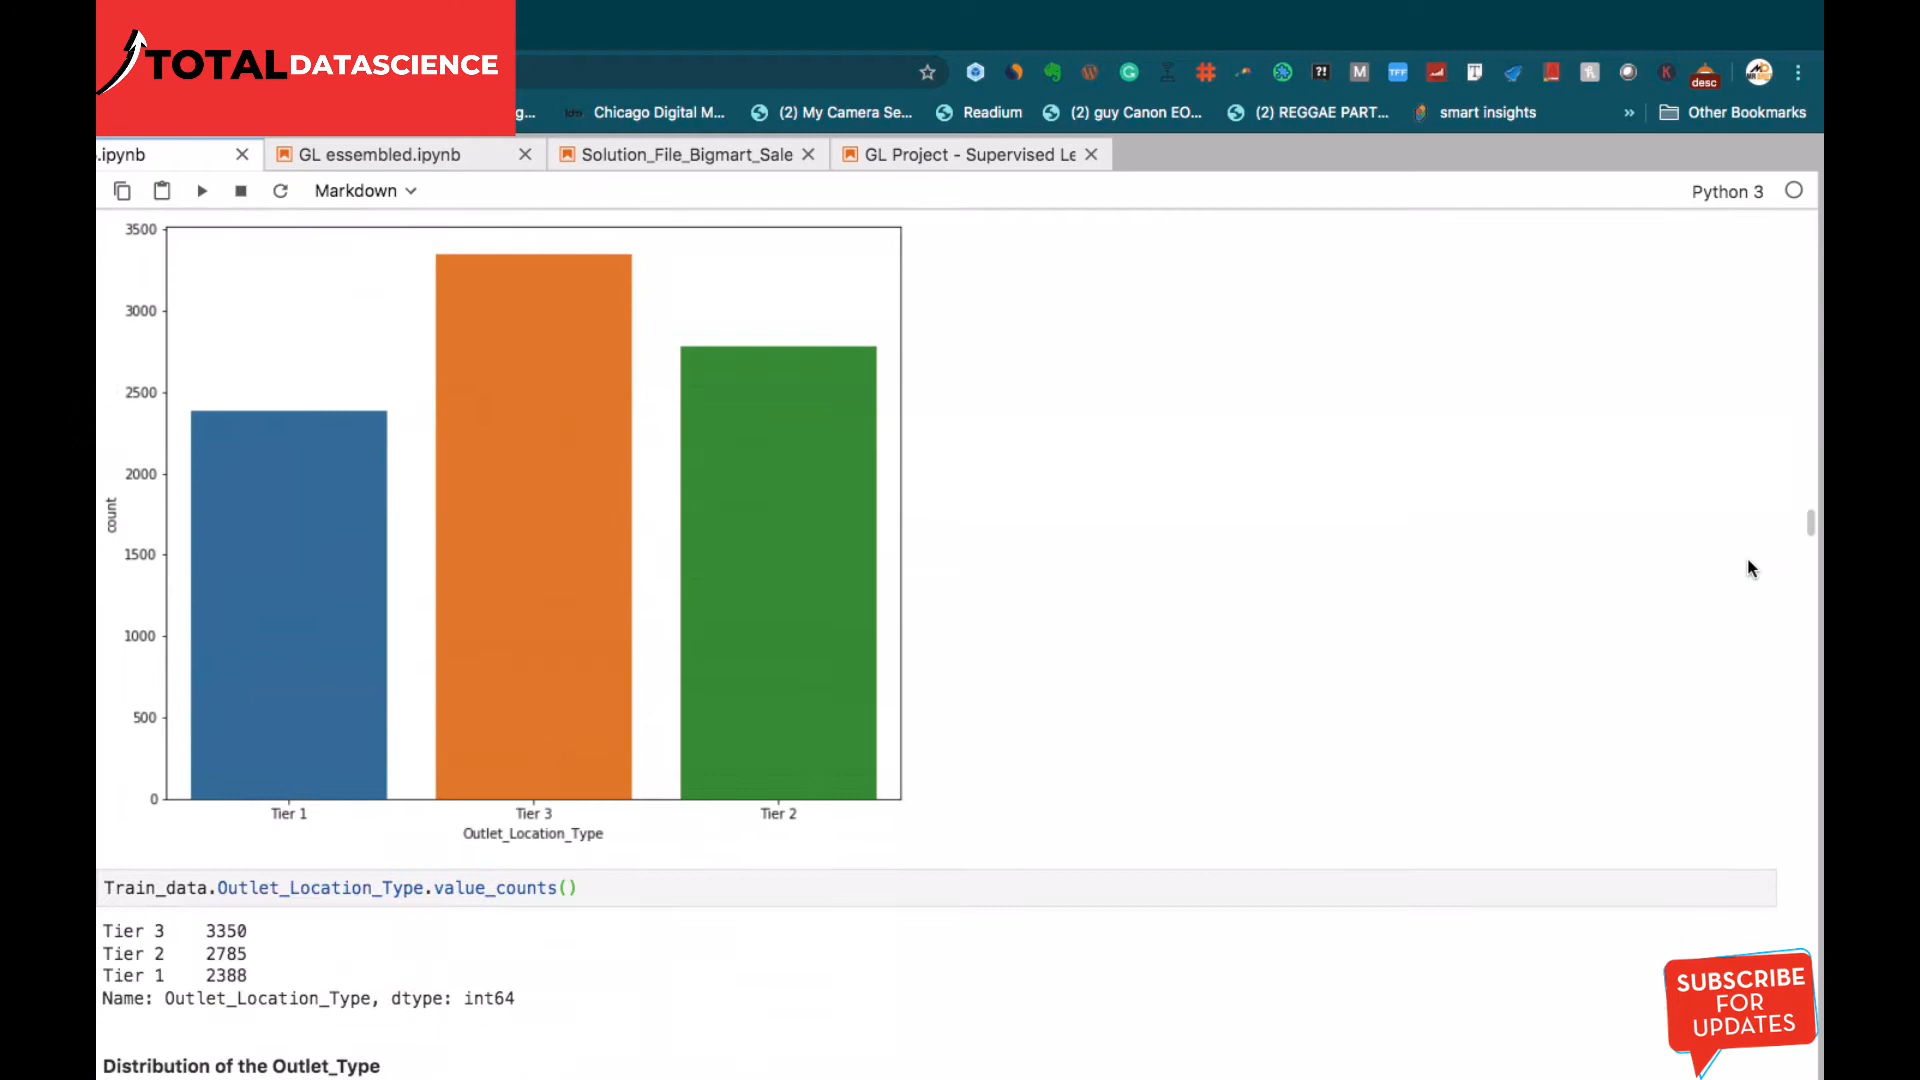 TOTAL DATASCIENCE
desc
g...
Chicago Digital M...
(2) My Camera Se...
Readium
(2) guy Canon EO...
(2) REGGAE PART...
smart insights
»
Other Bookmarks
.ipynb
GL essembled.ipynb
Solution_File_Bigmart_Sale
GL Project - Supervised Le
Markdown
Python 3
3500
3000
2500
2000
1500
1000
500
0
count
Tier 1
Tier 3
Tier 2
Outlet_Location_Type
Train_data.Outlet_Location_Type.value_counts()
Tier 3 3350
Tier 2 2785
Tier 1 2388
Name: Outlet_Location_Type, dtype: int64
Distribution of the Outlet_Type
SUBSCRIBE
FOR
UPDATES